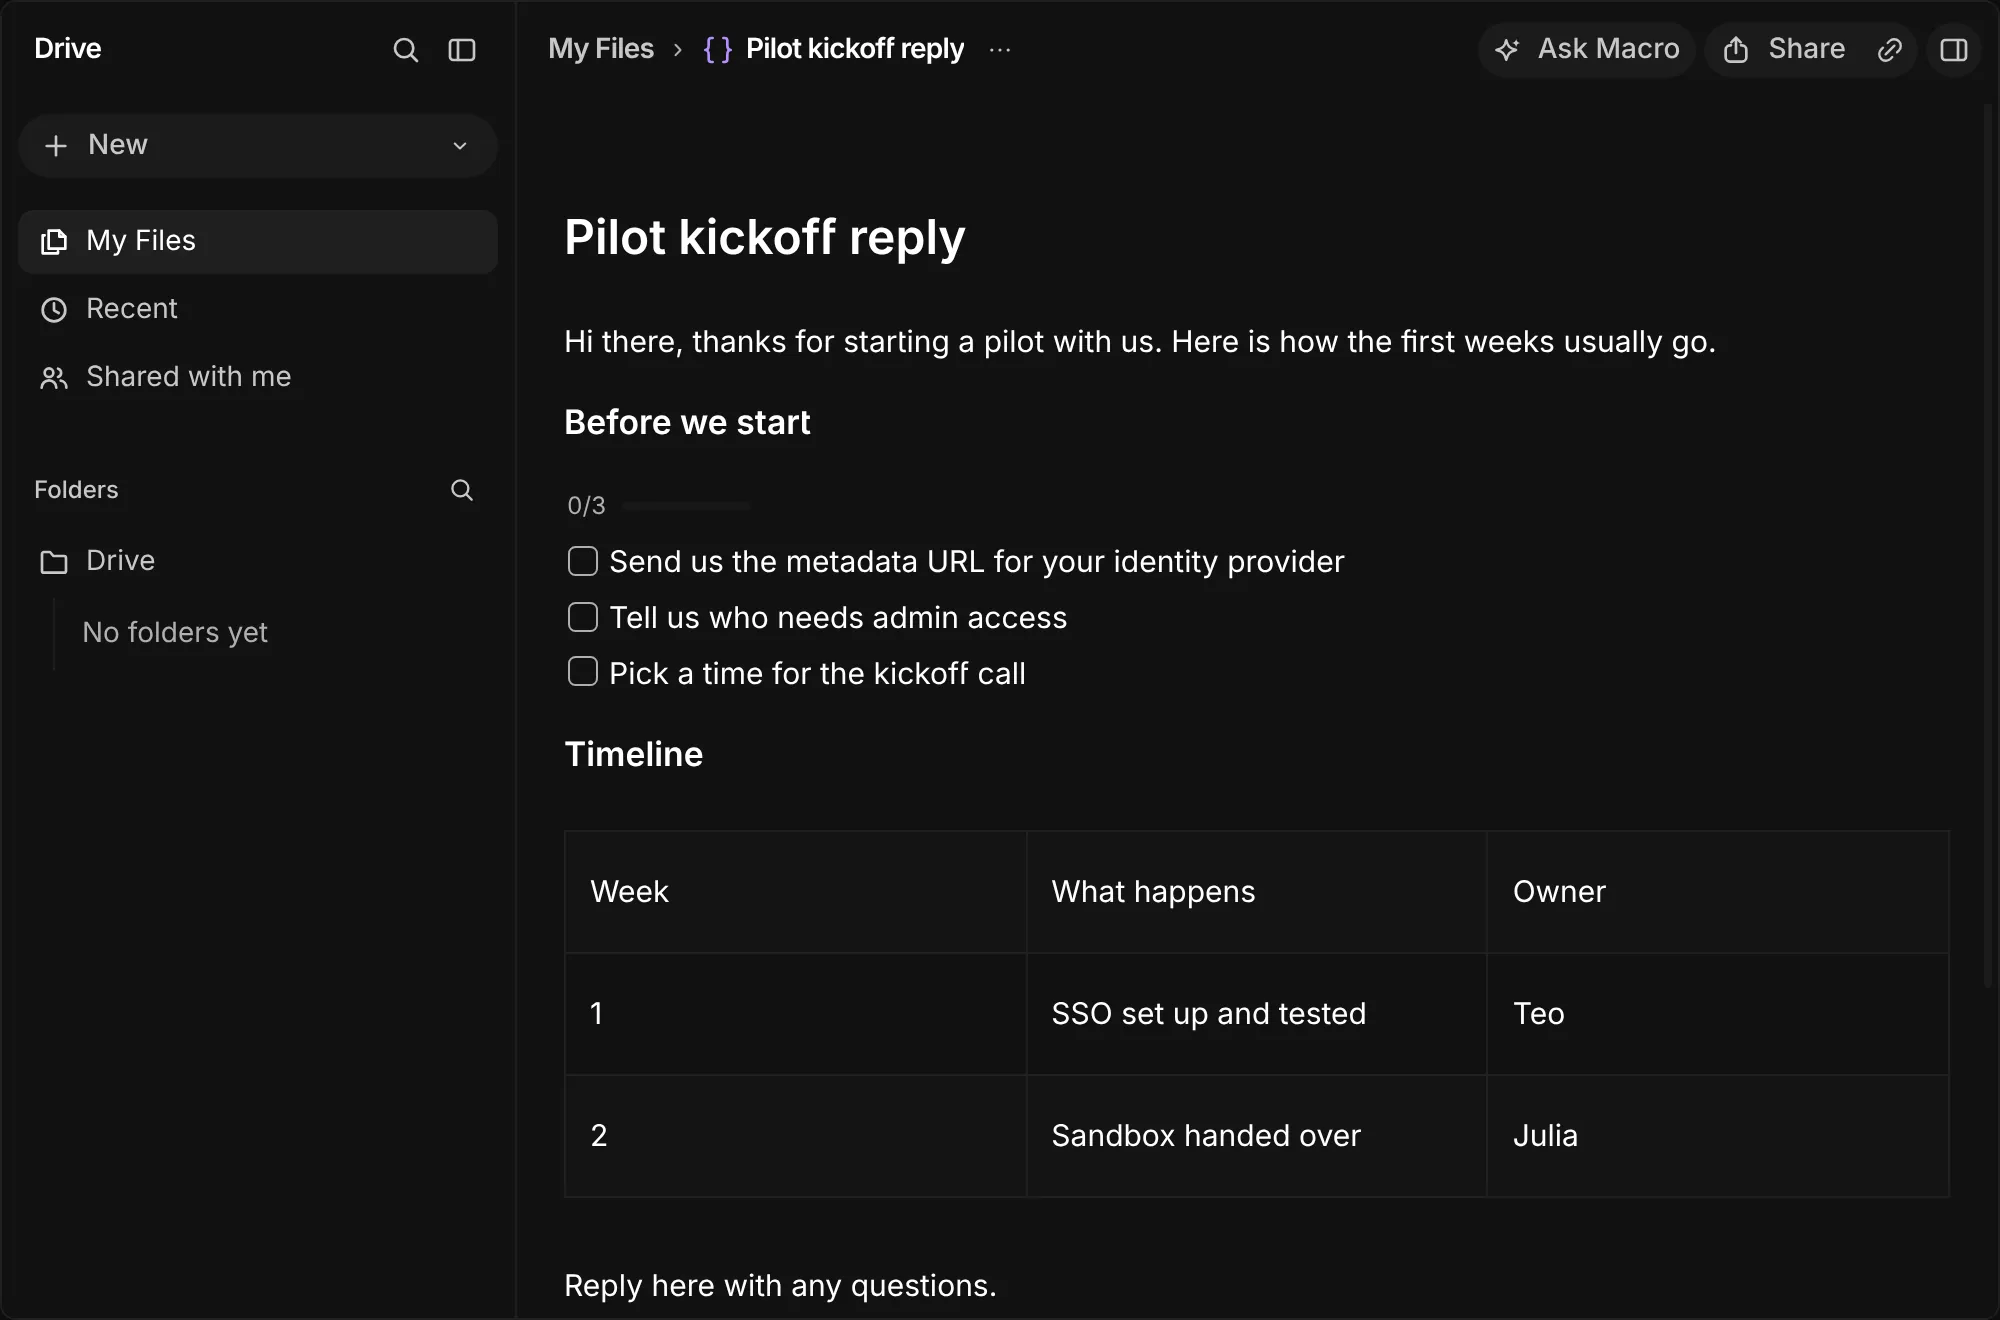 Drive
My Files › { } Pilot kickoff reply ···
Ask Macro
Share
New
My Files
Recent
Shared with me
Folders
Drive
No folders yet
Pilot kickoff reply
Hi there, thanks for starting a pilot with us. Here is how the first weeks usually go.
Before we start
0/3
Send us the metadata URL for your identity provider
Tell us who needs admin access
Pick a time for the kickoff call
Timeline
Week What happens Owner
1 SSO set up and tested Teo
2 Sandbox handed over Julia
Reply here with any questions.